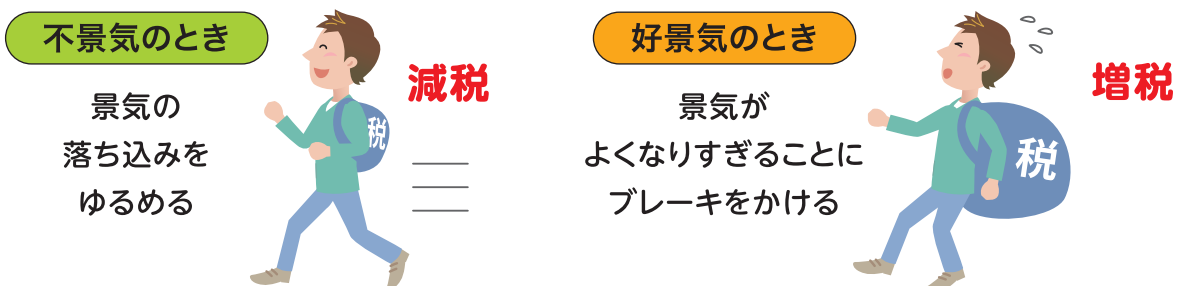 不景気のとき
景気の
落ち込みを
ゆるめる
減税
税
好景気のとき
景気が
よくなりすぎることに
ブレーキをかける
増税
税